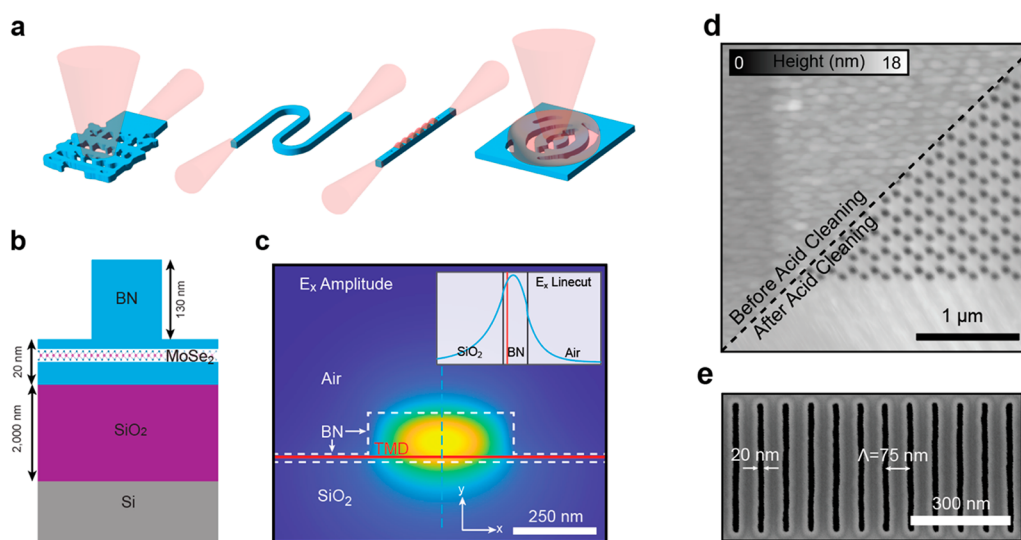 a
b
BN
130 nm
MoSe₂
20 nm
SiO₂
2,000 nm
Si
c
Eₓ Amplitude
Eₓ Linecut
SiO₂
BN
Air
Air
BN
TMD
SiO₂
y
x
250 nm
d
0
Height (nm)
18
Before Acid Cleaning
After Acid Cleaning
1 μm
e
20 nm
Λ=75 nm
300 nm